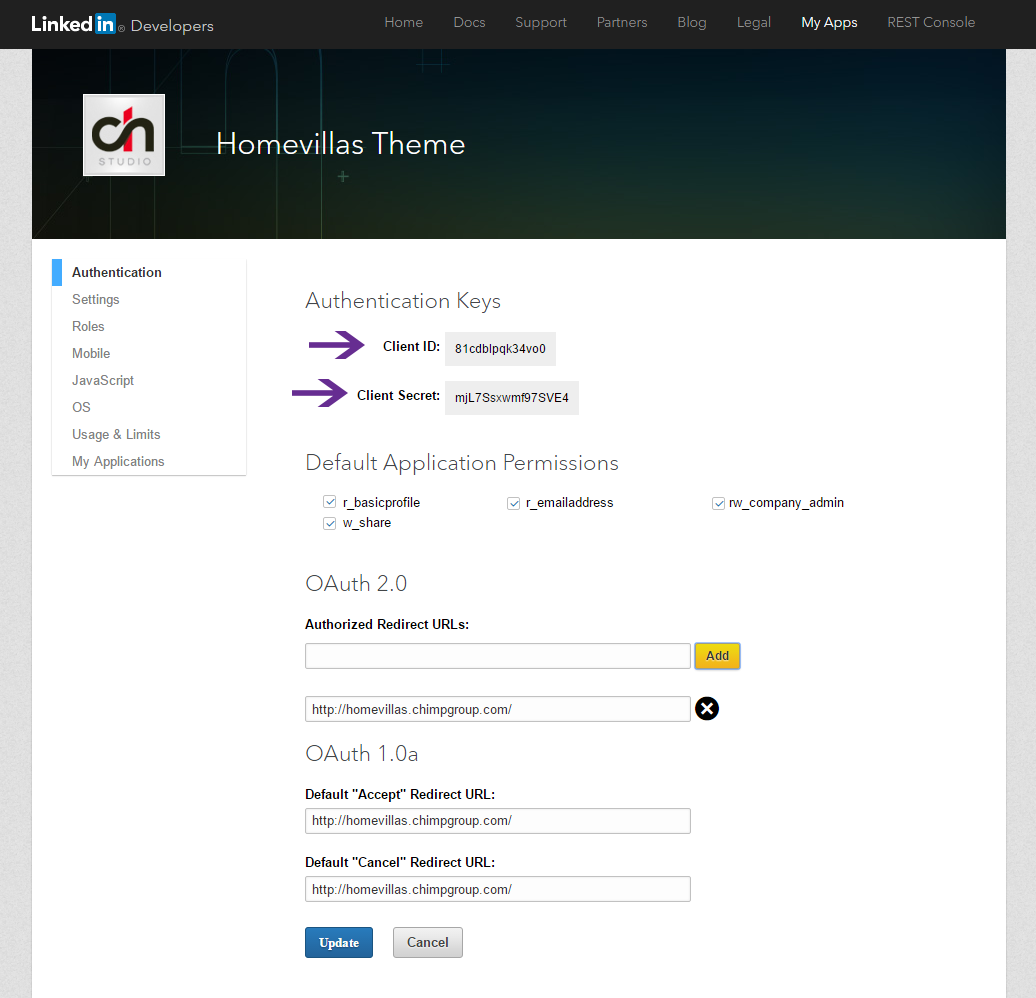 Linked in ® Developers
Home Docs Support Partners Blog Legal My Apps REST Console
ch
STUDIO
Homevillas Theme
Authentication
Settings
Roles
Mobile
JavaScript
OS
Usage & Limits
My Applications
Authentication Keys
Client ID: 81cdblpqk34vo0
Client Secret: mjL7Ssxwmf97SVE4
Default Application Permissions
r_basicprofile r_emailaddress rw_company_admin
w_share
OAuth 2.0
Authorized Redirect URLs:
Add
http://homevillas.chimpgroup.com/
OAuth 1.0a
Default "Accept" Redirect URL:
http://homevillas.chimpgroup.com/
Default "Cancel" Redirect URL:
http://homevillas.chimpgroup.com/
Update Cancel